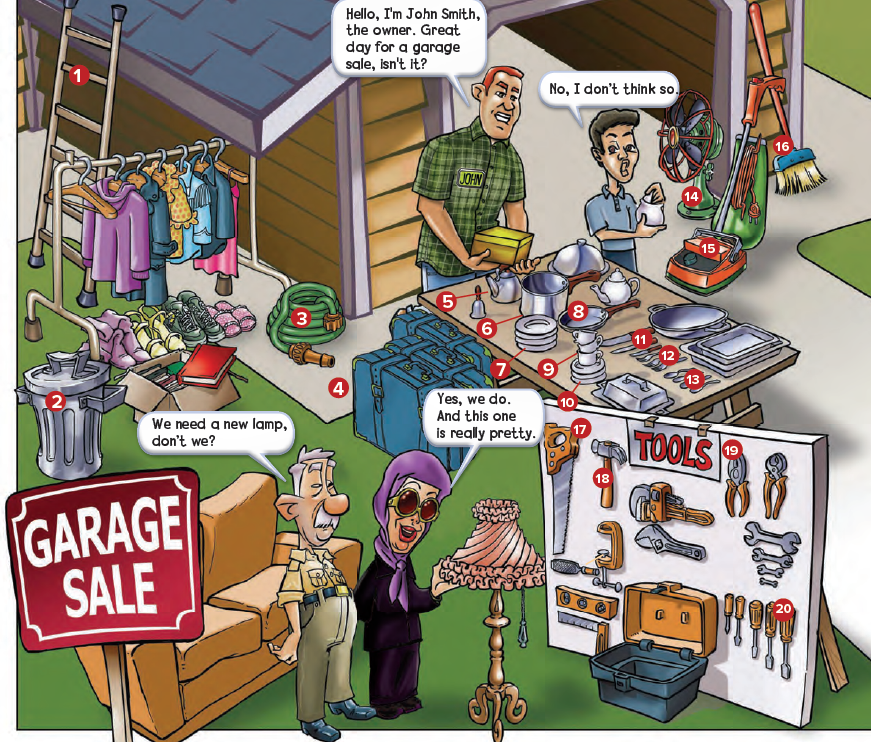 Hello, I'm John Smith,
the owner. Great
day for a garage
sale, isn't it?
No, I don't think so.
1
16
JOHN
14
15
3
5
6
8
11
12
7
9
13
4
10
2
We need a new lamp,
don't we?
Yes, we do.
And this one
is really pretty.
17
18
TOOLS
19
20
GARAGE
SALE